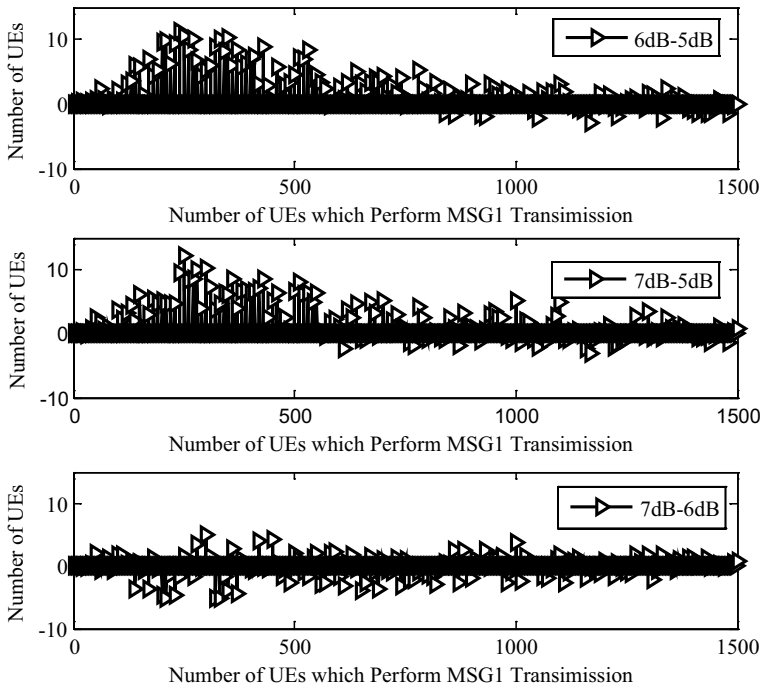 Number of UEs
10
0
-10
6dB-5dB
0
500
1000
1500
Number of UEs which Perform MSG1 Transimission
Number of UEs
10
0
-10
7dB-5dB
0
500
1000
1500
Number of UEs which Perform MSG1 Transimission
Number of UEs
10
0
-10
7dB-6dB
0
500
1000
1500
Number of UEs which Perform MSG1 Transimission